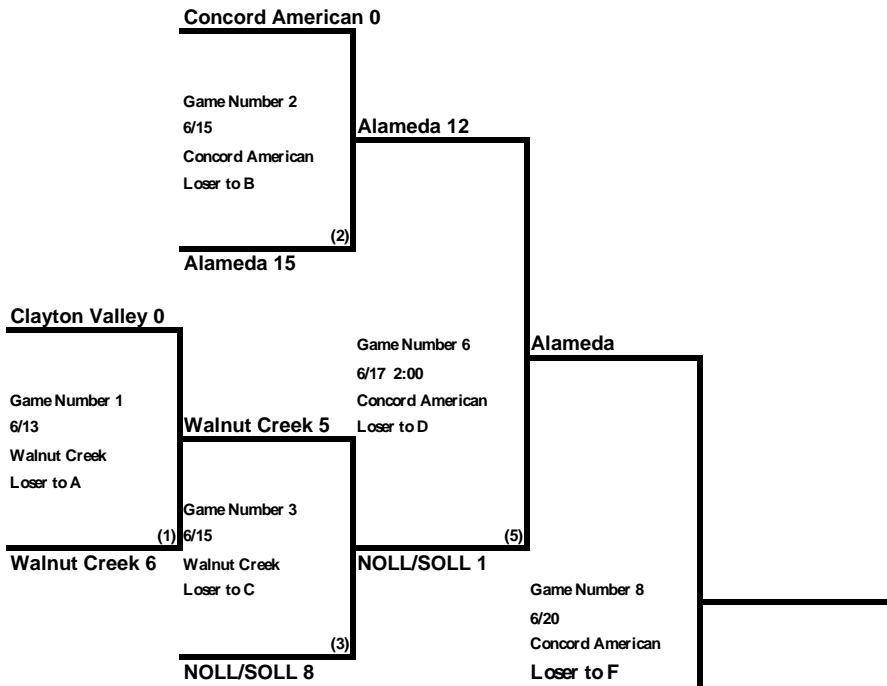 Concord American 0
Game Number 2
6/15
Concord American
Loser to B
(2)
Alameda 15
Alameda 12
Clayton Valley 0
Game Number 1
6/13
Walnut Creek
Loser to A
(1)
Walnut Creek 6
Walnut Creek 5
Game Number 3
6/15
Walnut Creek
Loser to C
(3)
NOLL/SOLL 8
Game Number 6
6/17 2:00
Concord American
Loser to D
(5)
NOLL/SOLL 1
Alameda
Game Number 8
6/20
Concord American
Loser to F